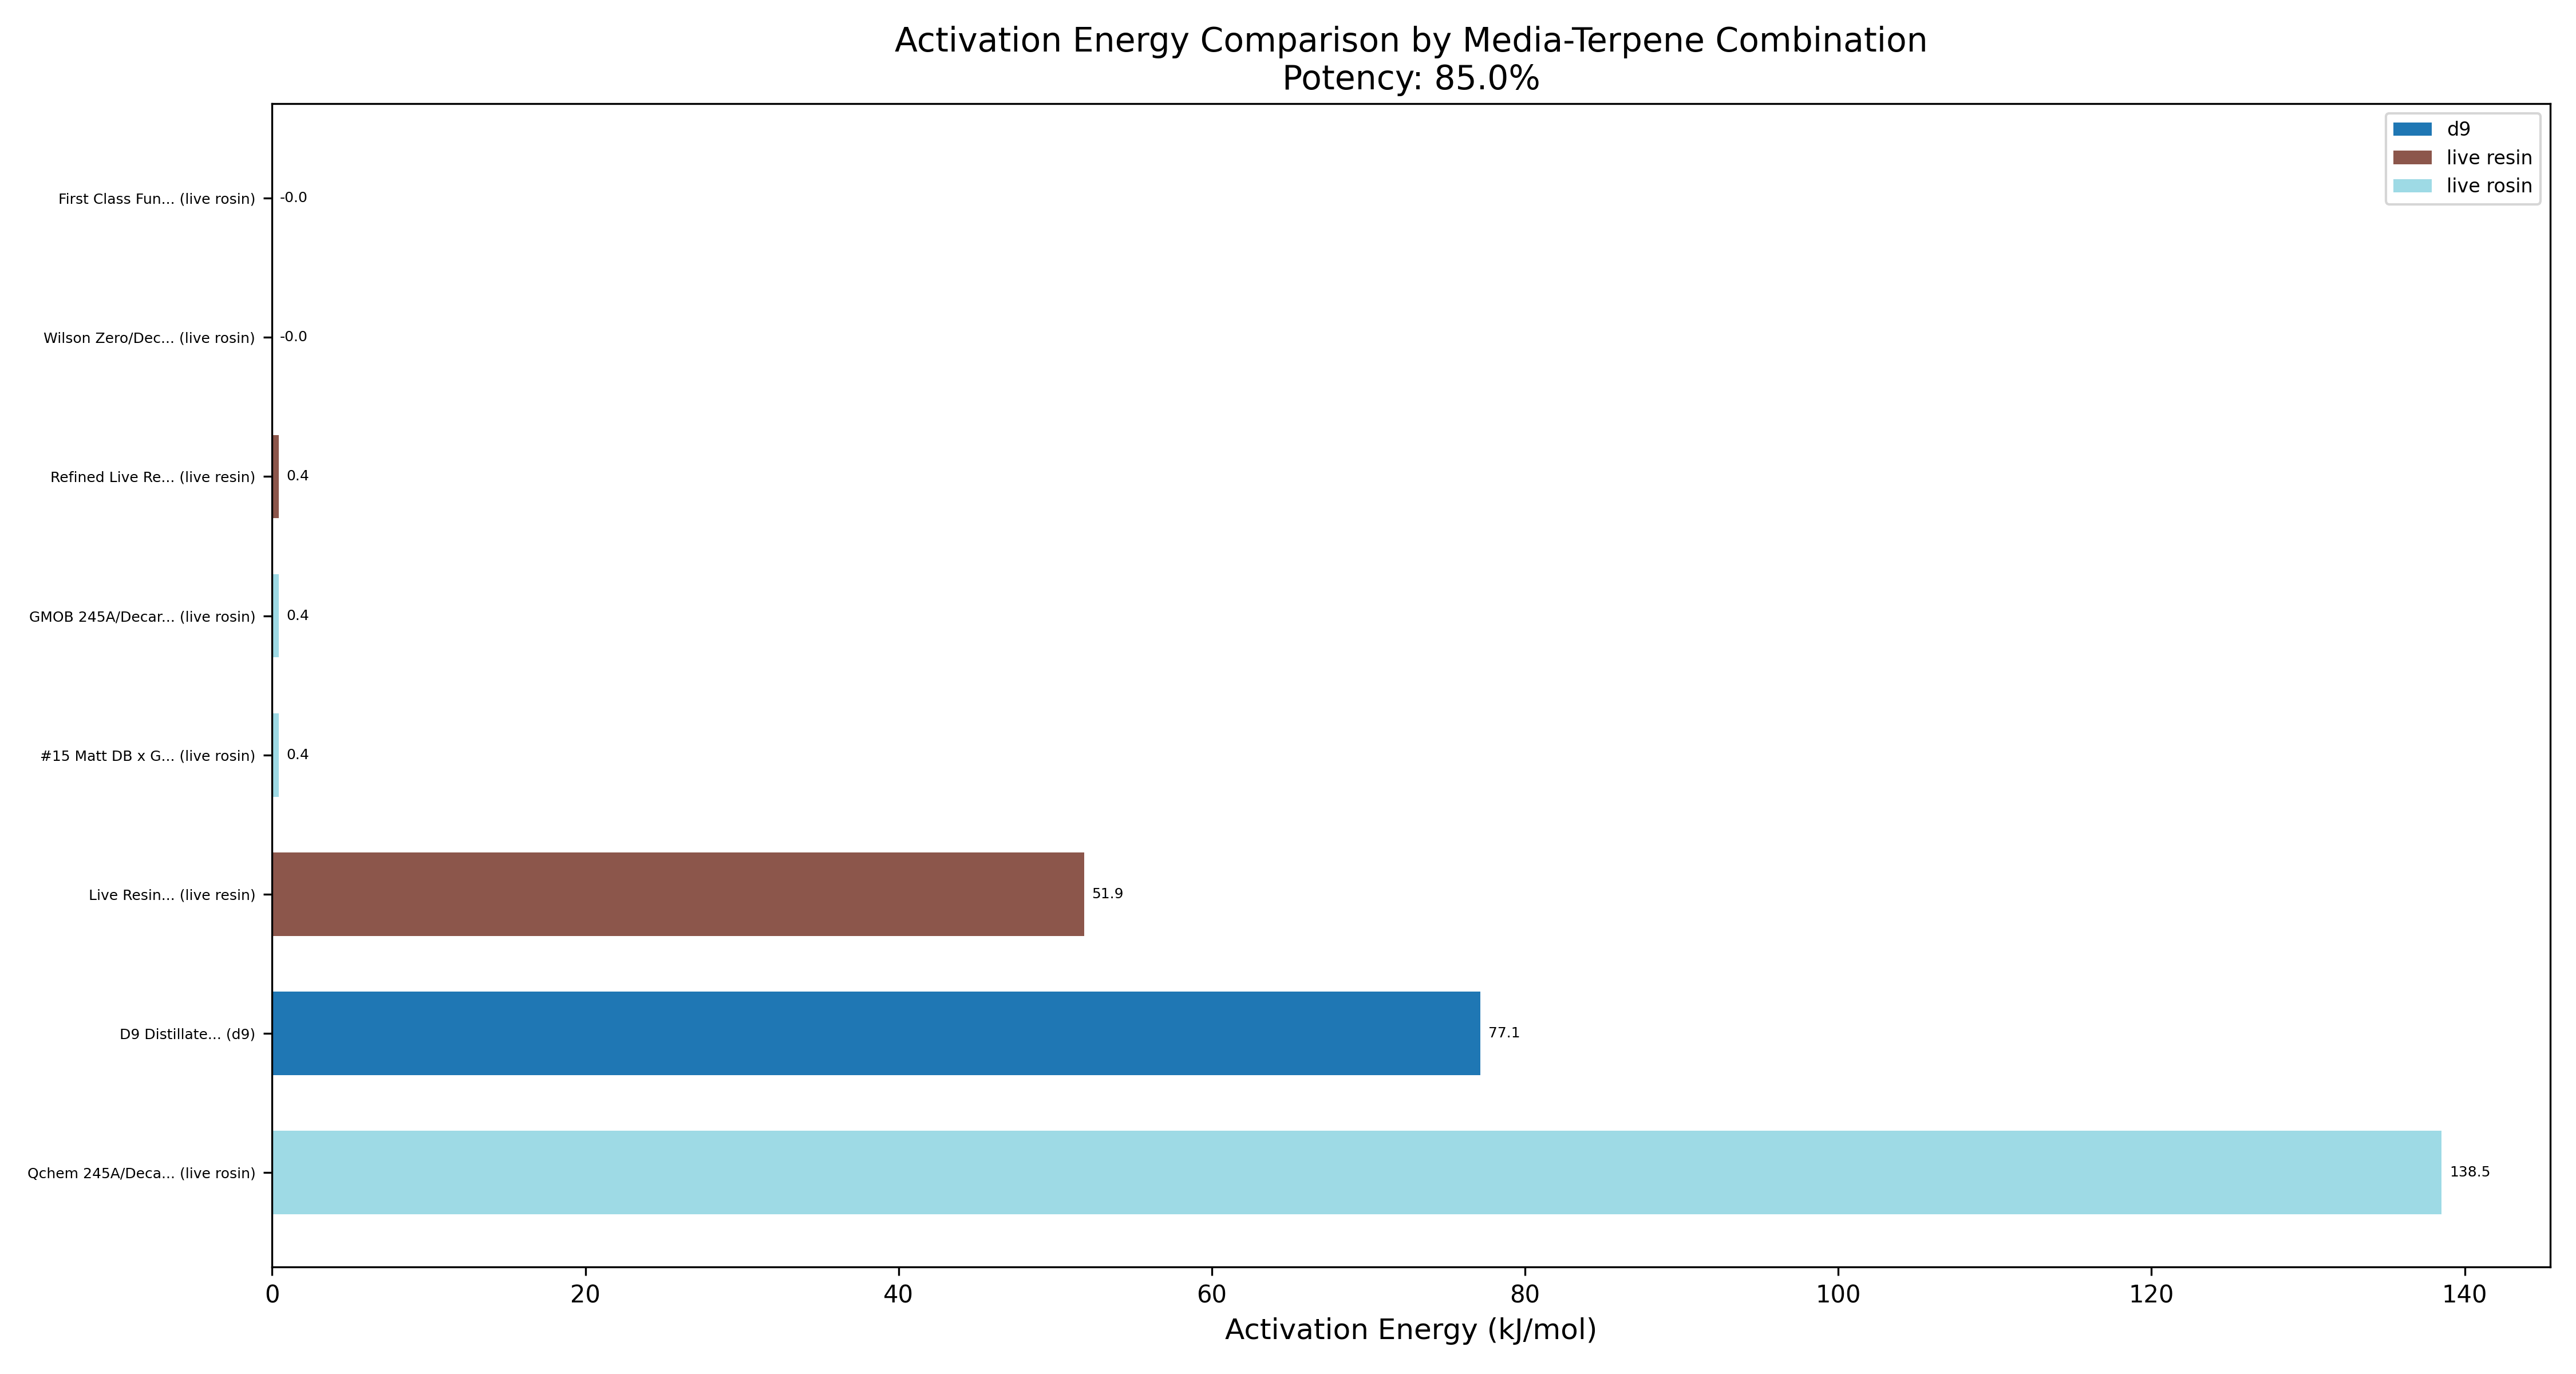 Activation Energy Comparison by Media-Terpene Combination
Potency: 85.0%
d9
live resin
live rosin
First Class Fun... (live rosin)
-0.0
Wilson Zero/Dec... (live rosin)
-0.0
Refined Live Re... (live resin)
0.4
GMOB 245A/Decar... (live rosin)
0.4
#15 Matt DB x G... (live rosin)
0.4
Live Resin... (live resin)
51.9
D9 Distillate... (d9)
77.1
Qchem 245A/Deca... (live rosin)
138.5
0 20 40 60 80 100 120 140
Activation Energy (kJ/mol)